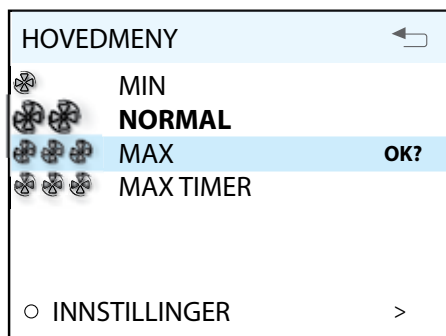 HOVEDMENY
MIN
NORMAL
MAX OK?
MAX TIMER
INNSTILLINGER >